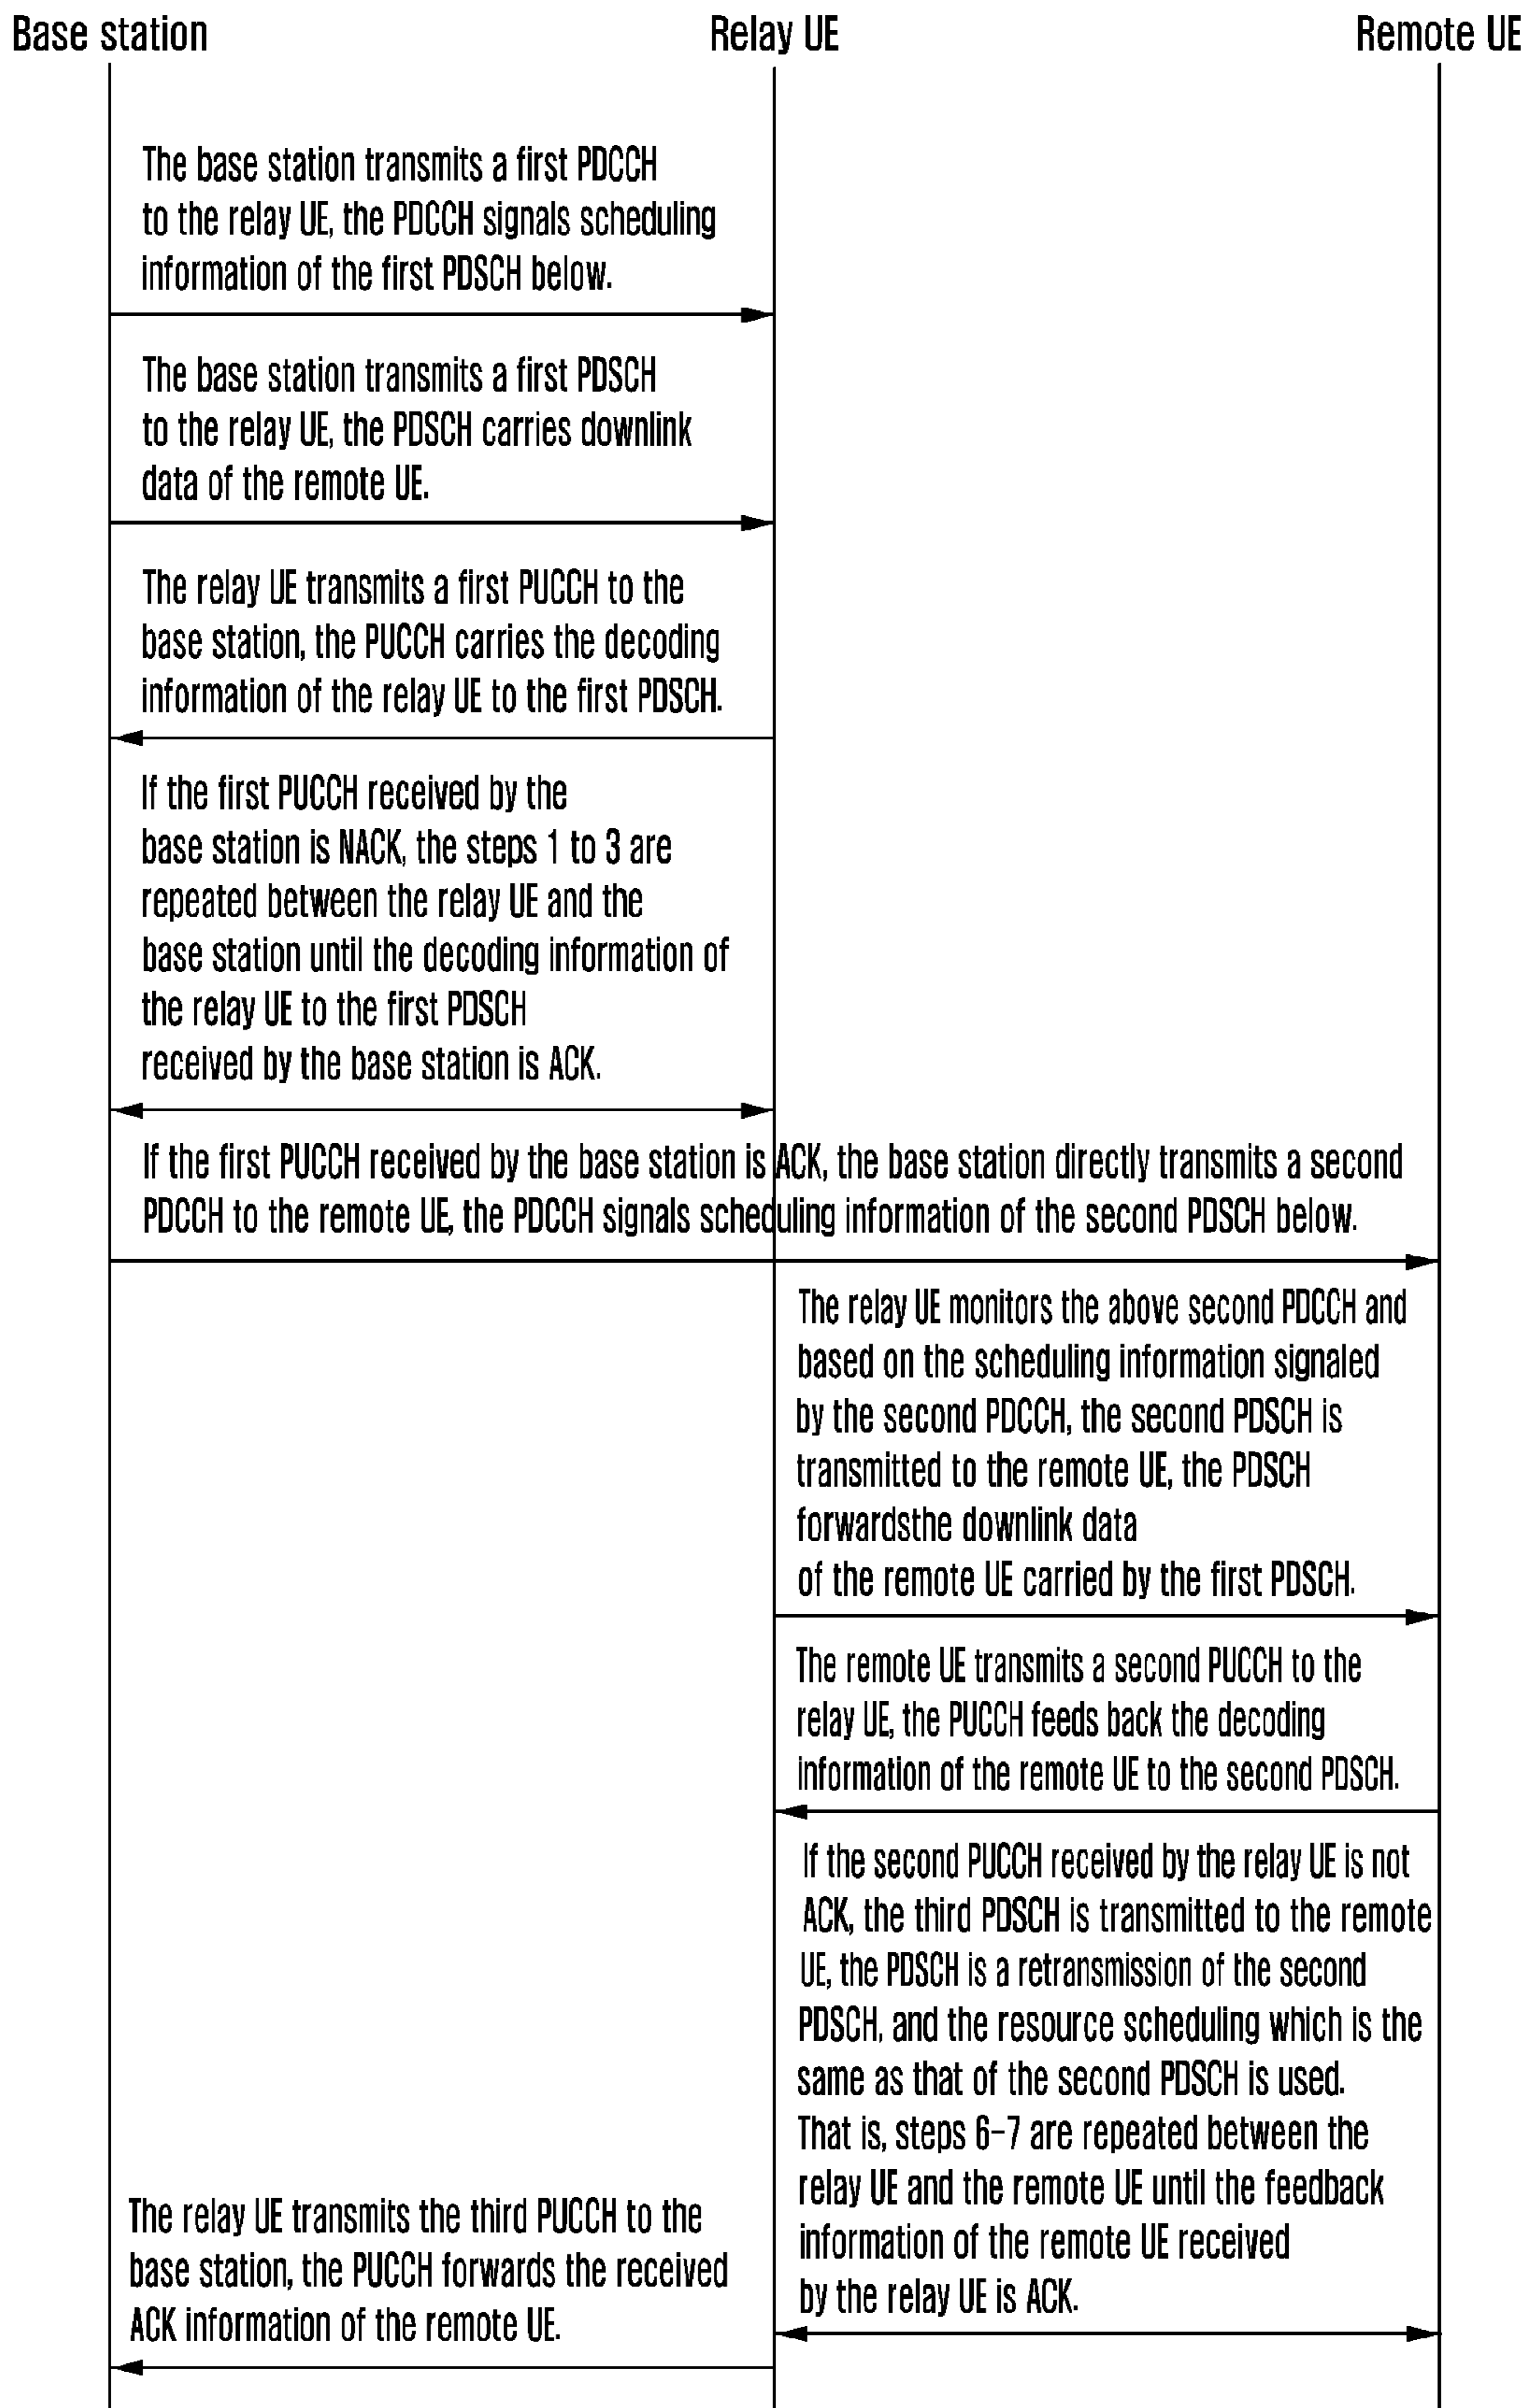 Base station
Relay UE
Remote UE
The base station transmits a first PDCCH
to the relay UE, the PDCCH signals scheduling
information of the first PDSCH below.
The base station transmits a first PDSCH
to the relay UE, the PDSCH carries downlink
data of the remote UE.
The relay UE transmits a first PUCCH to the
base station, the PUCCH carries the decoding
information of the relay UE to the first PDSCH.
If the first PUCCH received by the
base station is NACK, the steps 1 to 3 are
repeated between the relay UE and the
base station until the decoding information of
the relay UE to the first PDSCH
received by the base station is ACK.
If the first PUCCH received by the base station is ACK, the base station directly transmits a second
PDCCH to the remote UE, the PDCCH signals scheduling information of the second PDSCH below.
The relay UE monitors the above second PDCCH and
based on the scheduling information signaled
by the second PDCCH, the second PDSCH is
transmitted to the remote UE, the PDSCH
forwardsthe downlink data
of the remote UE carried by the first PDSCH.
The remote UE transmits a second PUCCH to the
relay UE, the PUCCH feeds back the decoding
information of the remote UE to the second PDSCH.
If the second PUCCH received by the relay UE is not
ACK, the third PDSCH is transmitted to the remote
UE, the PDSCH is a retransmission of the second
PDSCH, and the resource scheduling which is the
same as that of the second PDSCH is used.
That is, steps 6-7 are repeated between the
relay UE and the remote UE until the feedback
information of the remote UE received
by the relay UE is ACK.
The relay UE transmits the third PUCCH to the
base station, the PUCCH forwards the received
ACK information of the remote UE.